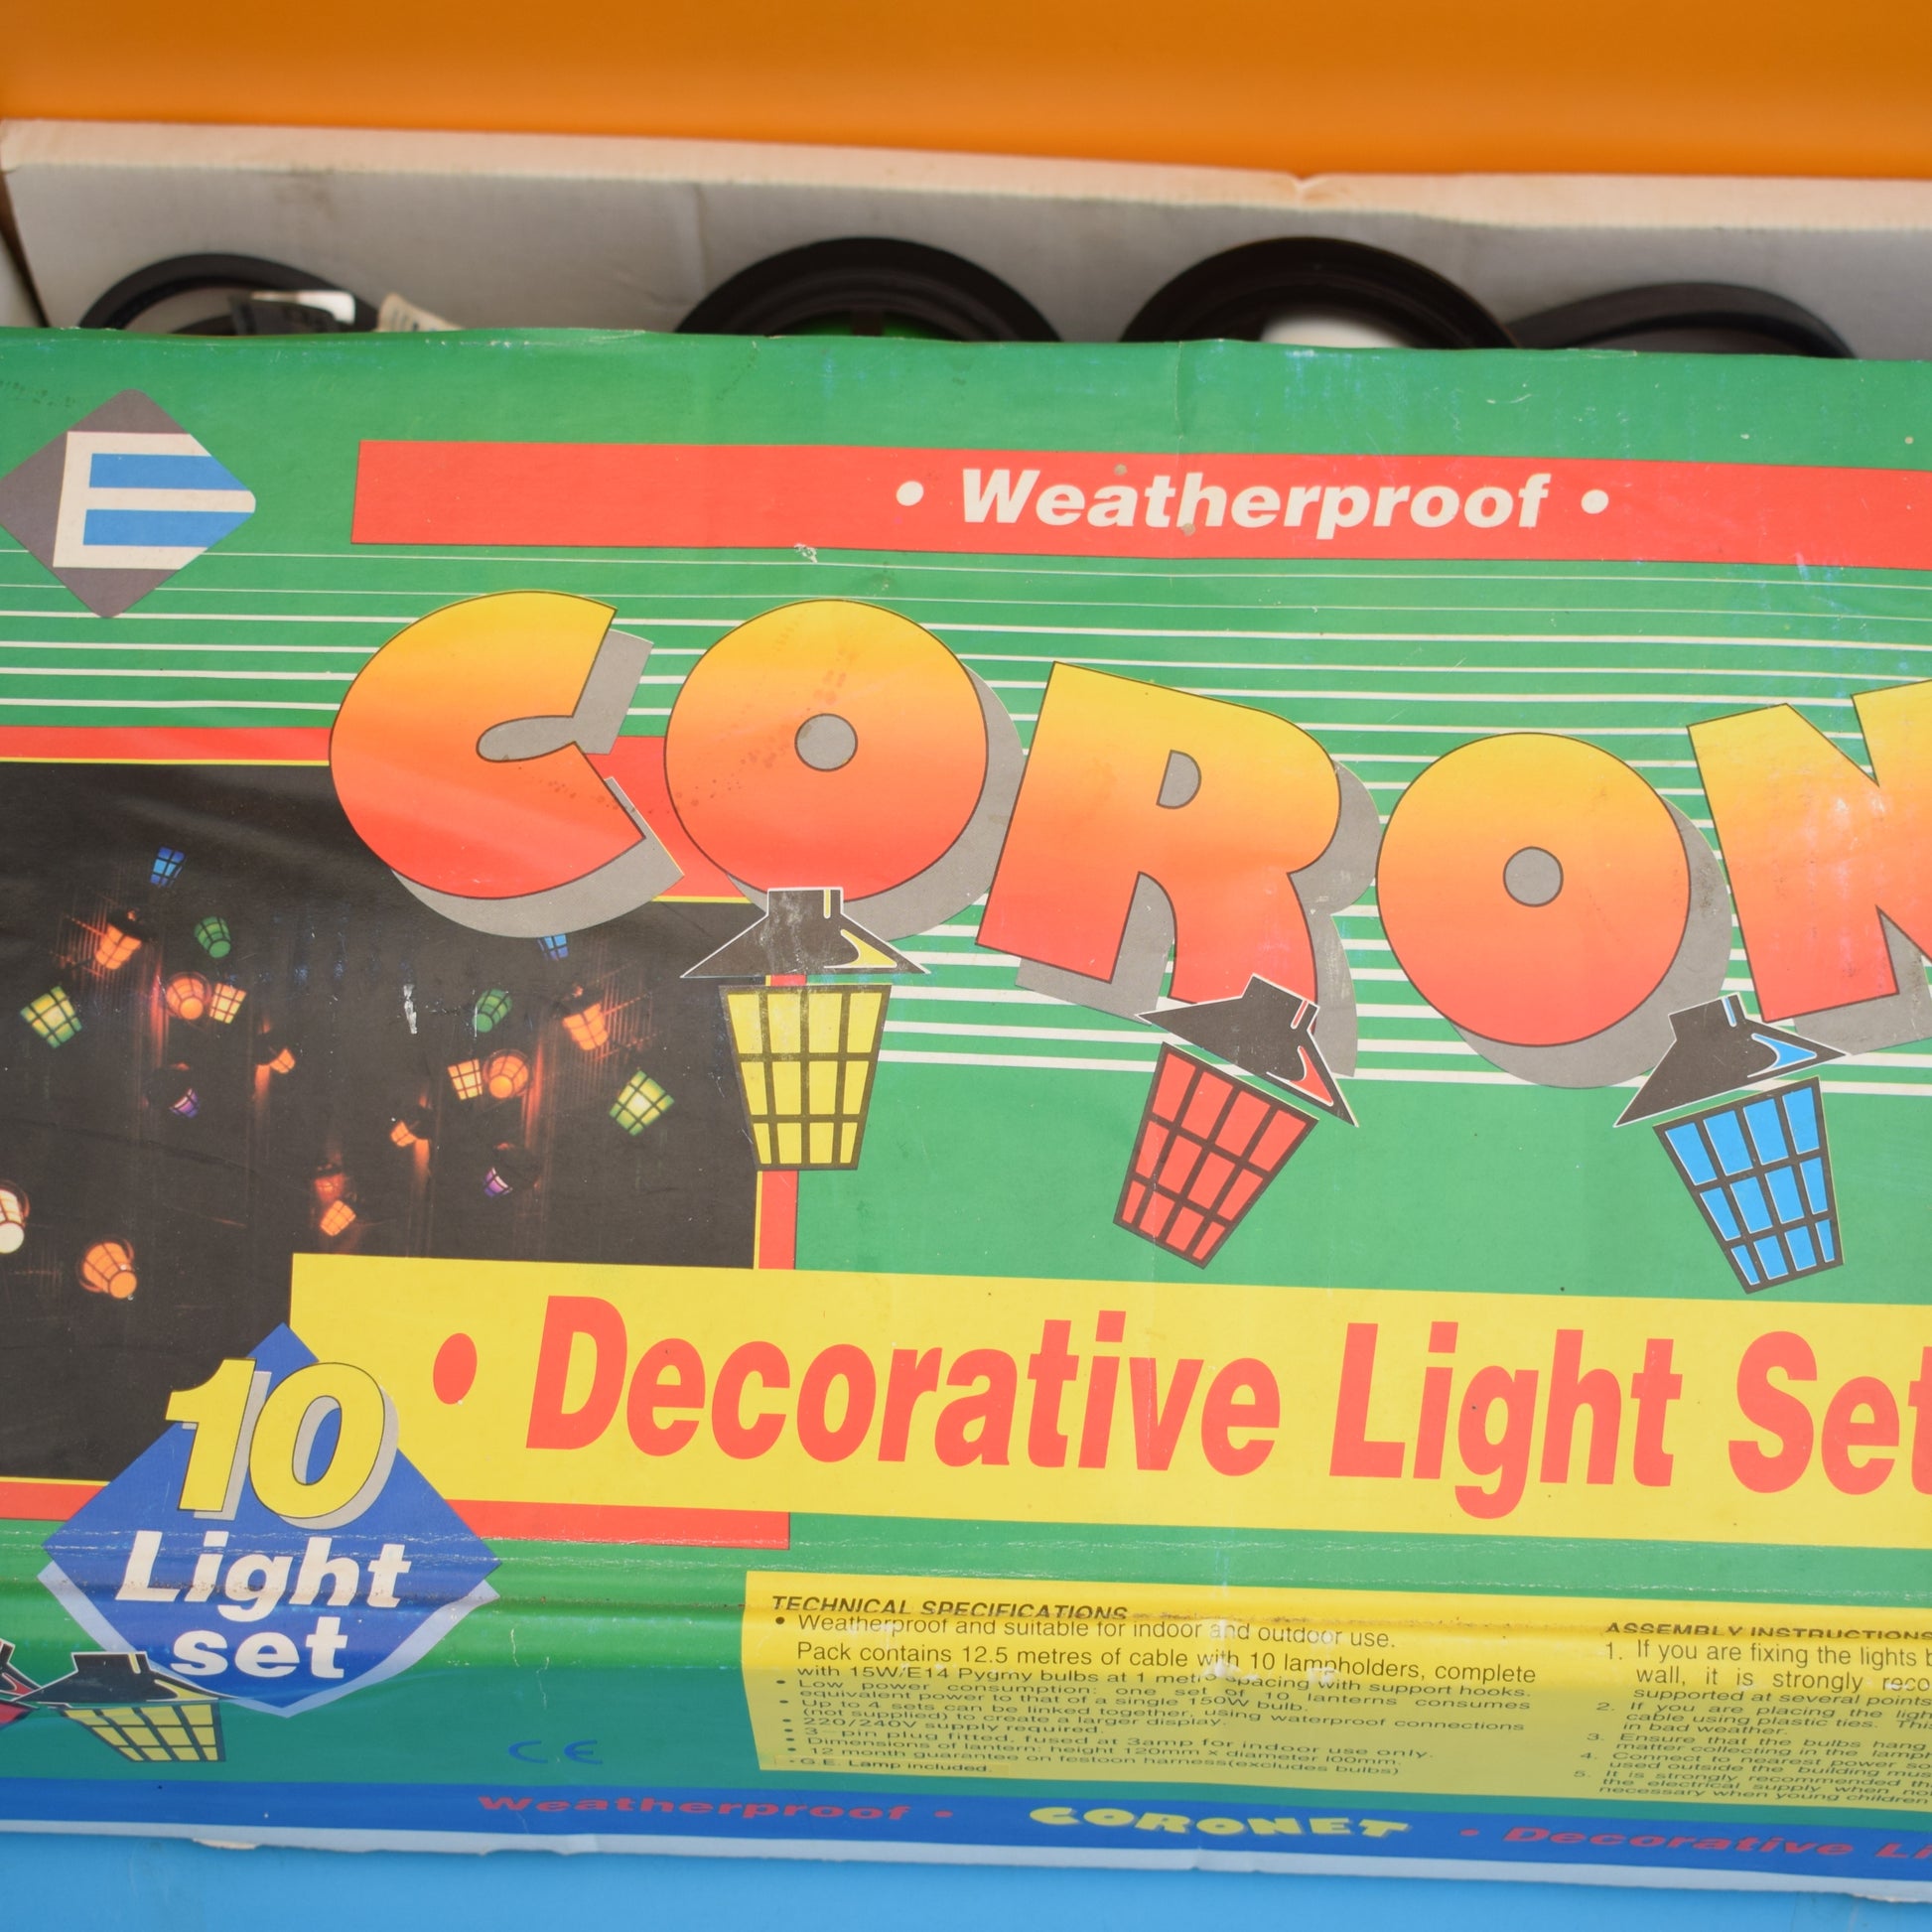 E
• Weatherproof •
CORON
• Decorative Light Set
10
Light
set
TECHNICAL SPECIFICATIONS
• Weatherproof and suitable for indoor and outdoor use.
Pack contains 12.5 metres of cable with 10 lampholders, complete
with 15W/E14 Pygmy bulbs at 1 metre spacing with support hooks.
• Low power consumption: one set of 10 lanterns consumes
equivalent power to that of a single 150W bulb.
• Up to 4 sets can be linked together, using waterproof connections
(not supplied) to create a larger display.
• 220/240V supply required.
• 3 - pin plug fitted, fused at 3amp for indoor use only.
• Dimensions of lantern: height 120mm x diameter 100mm.
• 12 month guarantee on festoon harness(excludes bulbs)
• G.E. Lamp included.
ASSEMBLY INSTRUCTIONS
1. If you are fixing the lights
wall, it is strongly
supported at several points
2. If you are placing the
cable using plastic ties.
in bad weather.
3. Ensure that the bulbs hang
matter collecting in the
4. Connect to nearest power
used outside the building
5. It is strongly recommended
the electrical supply when
necessary when young children
CE
Weatherproof • CORONET • Decorative